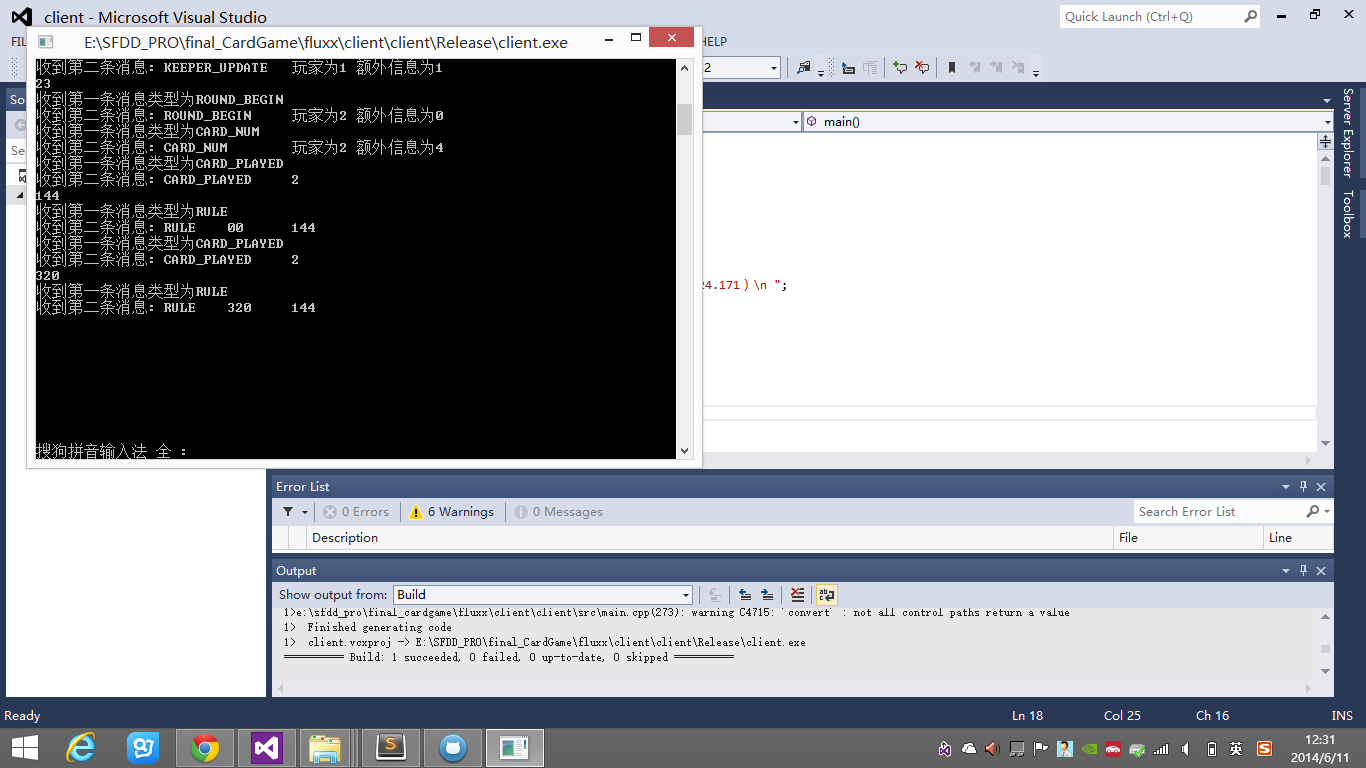 client - Microsoft Visual Studio
Quick Launch (Ctrl+Q)
E:\SFDD_PRO\final_CardGame\fluxx\client\client\Release\client.exe
HELP
收到第二条消息: KEEPER_UPDATE 玩家为1 额外信息为1
23
收到第一条消息类型为ROUND_BEGIN
收到第二条消息: ROUND_BEGIN 玩家为2 额外信息为0
收到第一条消息类型为CARD_NUM
收到第二条消息: CARD_NUM 玩家为2 额外信息为4
收到第一条消息类型为CARD_PLAYED
收到第二条消息: CARD_PLAYED 2
144
收到第一条消息类型为RULE
收到第二条消息: RULE 00 144
收到第一条消息类型为CARD_PLAYED
收到第二条消息: CARD_PLAYED 2
320
收到第一条消息类型为RULE
收到第二条消息: RULE 320 144
搜狗拼音输入法 全 :
2
main()
24.171）\n ";
Server Explorer
Toolbox
Error List
0 Errors
6 Warnings
0 Messages
Search Error List
Description
File
Line
Output
Show output from:
Build
1>e:\sfdd_pro\final_cardgame\fluxx\client\client\src\main.cpp(273): warning C4715: “convert” : not all control paths return a value
1> Finished generating code
1> client.vcxproj -> E:\SFDD_PRO\final_CardGame\fluxx\client\client\Release\client.exe
========== Build: 1 succeeded, 0 failed, 0 up-to-date, 0 skipped ==========
Ready
Ln 18
Col 25
Ch 16
INS
英
12:31
2014/6/11